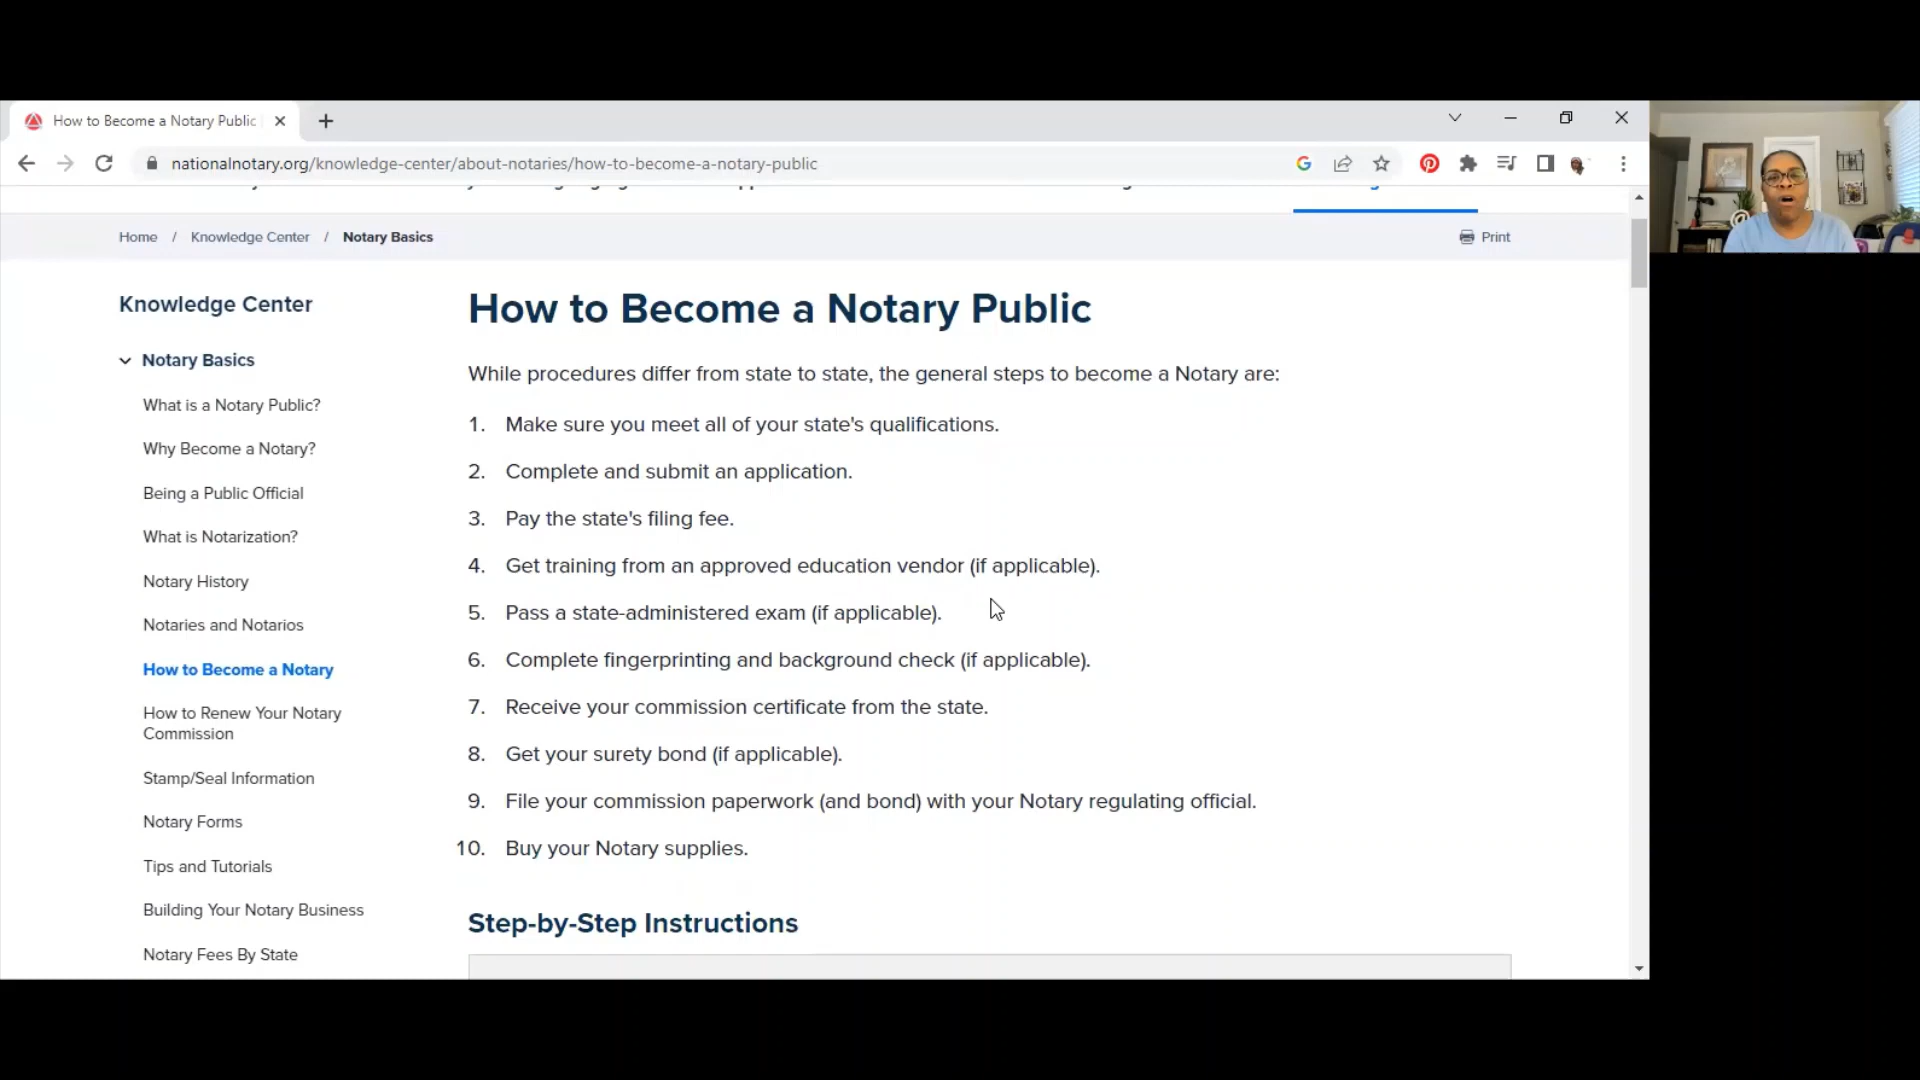 How to Become a Notary Public
nationalnotary.org/knowledge-center/about-notaries/how-to-become-a-notary-public
Home / Knowledge Center / Notary Basics
Print
Knowledge Center
Notary Basics
What is a Notary Public?
Why Become a Notary?
Being a Public Official
What is Notarization?
Notary History
Notaries and Notarios
How to Become a Notary
How to Renew Your Notary
Commission
Stamp/Seal Information
Notary Forms
Tips and Tutorials
Building Your Notary Business
Notary Fees By State
How to Become a Notary Public
While procedures differ from state to state, the general steps to become a Notary are:
1. Make sure you meet all of your state's qualifications.
2. Complete and submit an application.
3. Pay the state's filing fee.
4. Get training from an approved education vendor (if applicable).
5. Pass a state-administered exam (if applicable).
6. Complete fingerprinting and background check (if applicable).
7. Receive your commission certificate from the state.
8. Get your surety bond (if applicable).
9. File your commission paperwork (and bond) with your Notary regulating official.
10. Buy your Notary supplies.
Step-by-Step Instructions